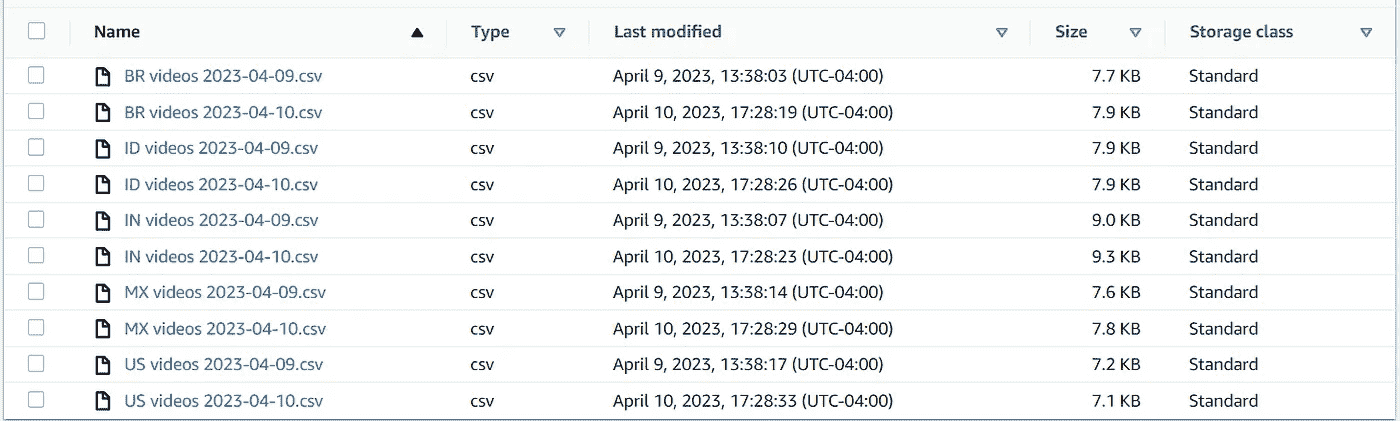 Name Type Last modified Size Storage class
BR videos 2023-04-09.csv csv April 9, 2023, 13:38:03 (UTC-04:00) 7.7 KB Standard
BR videos 2023-04-10.csv csv April 10, 2023, 17:28:19 (UTC-04:00) 7.9 KB Standard
ID videos 2023-04-09.csv csv April 9, 2023, 13:38:10 (UTC-04:00) 7.9 KB Standard
ID videos 2023-04-10.csv csv April 10, 2023, 17:28:26 (UTC-04:00) 7.9 KB Standard
IN videos 2023-04-09.csv csv April 9, 2023, 13:38:07 (UTC-04:00) 9.0 KB Standard
IN videos 2023-04-10.csv csv April 10, 2023, 17:28:23 (UTC-04:00) 9.3 KB Standard
MX videos 2023-04-09.csv csv April 9, 2023, 13:38:14 (UTC-04:00) 7.6 KB Standard
MX videos 2023-04-10.csv csv April 10, 2023, 17:28:29 (UTC-04:00) 7.8 KB Standard
US videos 2023-04-09.csv csv April 9, 2023, 13:38:17 (UTC-04:00) 7.2 KB Standard
US videos 2023-04-10.csv csv April 10, 2023, 17:28:33 (UTC-04:00) 7.1 KB Standard